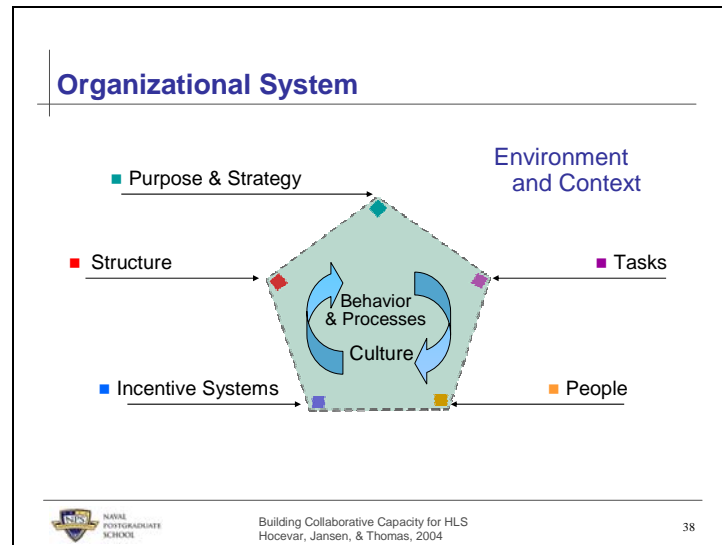 Organizational System
Environment
and Context
Purpose & Strategy
Structure
Tasks
Behavior
& Processes
Culture
Incentive Systems
People
NPS
NAVAL
POSTGRADUATE
SCHOOL
Building Collaborative Capacity for HLS
Hocevar, Jansen, & Thomas, 2004
38